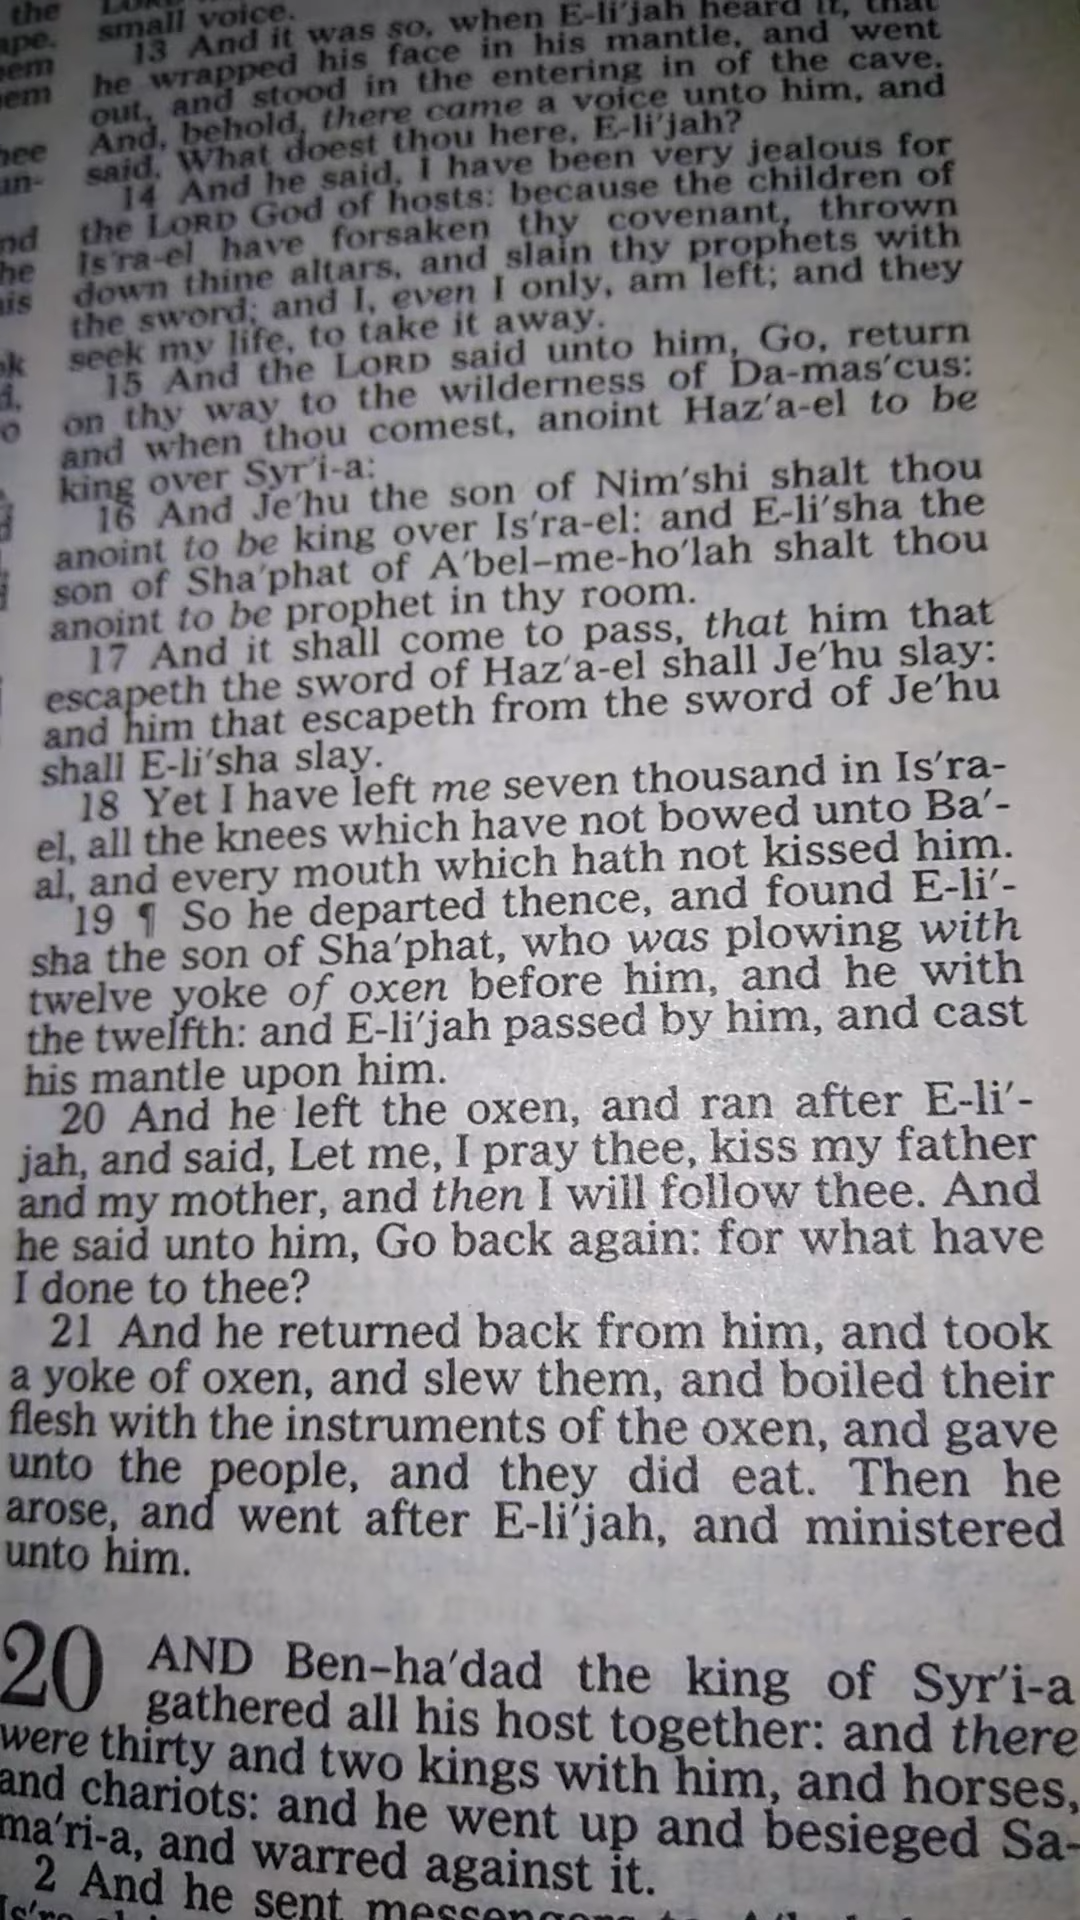 the
ape.
em
em
hee
an-
nd
he
is
ok
d.
o
small voice.
13 And it was so, when E-li′jah heard it, that
he wrapped his face in his mantle, and went
out, and stood in the entering in of the cave.
And, behold, there came a voice unto him, and
said, What doest thou here, E-li′jah?
14 And he said, I have been very jealous for
the LORD God of hosts: because the children of
Is′ra-el have forsaken thy covenant, thrown
down thine altars, and slain thy prophets with
the sword; and I, even I only, am left; and they
seek my life, to take it away.
15 And the LORD said unto him, Go, return
on thy way to the wilderness of Da-mas′cus:
and when thou comest, anoint Haz′a-el to be
king over Syr′i-a:
16 And Je′hu the son of Nim′shi shalt thou
anoint to be king over Is′ra-el: and E-li′sha the
son of Sha′phat of A′bel–me-ho′lah shalt thou
anoint to be prophet in thy room.
17 And it shall come to pass, that him that
escapeth the sword of Haz′a-el shall Je′hu slay:
and him that escapeth from the sword of Je′hu
shall E-li′sha slay.
18 Yet I have left me seven thousand in Is′ra-
el, all the knees which have not bowed unto Ba′-
al, and every mouth which hath not kissed him.
19 ¶ So he departed thence, and found E-li′-
sha the son of Sha′phat, who was plowing with
twelve yoke of oxen before him, and he with
the twelfth: and E-li′jah passed by him, and cast
his mantle upon him.
20 And he left the oxen, and ran after E-li′-
jah, and said, Let me, I pray thee, kiss my father
and my mother, and then I will follow thee. And
he said unto him, Go back again: for what have
I done to thee?
21 And he returned back from him, and took
a yoke of oxen, and slew them, and boiled their
flesh with the instruments of the oxen, and gave
unto the people, and they did eat. Then he
arose, and went after E-li′jah, and ministered
unto him.
20 AND Ben–ha′dad the king of Syr′i-a
gathered all his host together: and there
were thirty and two kings with him, and horses,
and chariots: and he went up and besieged Sa-
ma′ri-a, and warred against it.
2 And he sent messengers